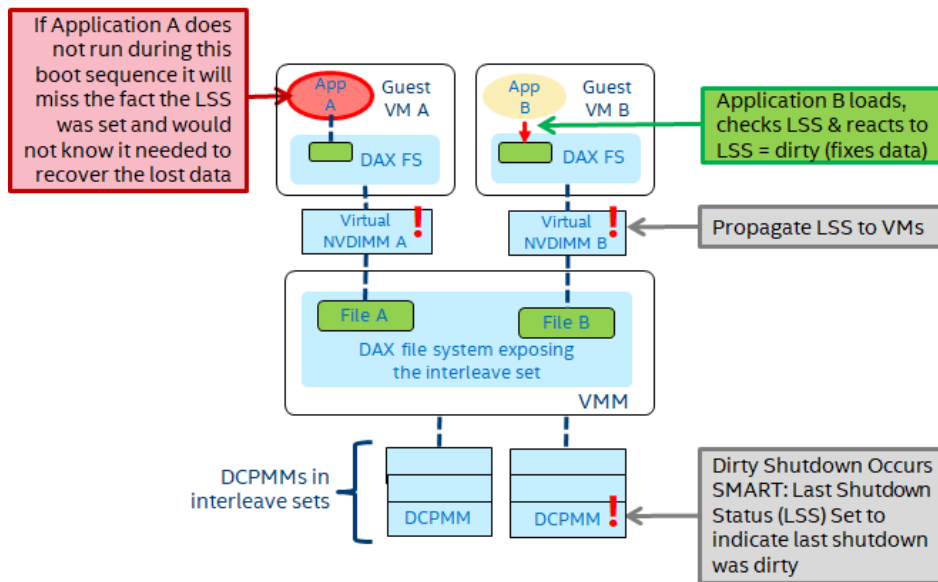 If Application A does
not run during this
boot sequence it will
miss the fact the LSS
was set and would
not know it needed to
recover the lost data
App
A
Guest
VM A
DAX FS
App
B
Guest
VM B
DAX FS
Application B loads,
checks LSS & reacts to
LSS = dirty (fixes data)
Virtual
NVDIMM A
!
Virtual
NVDIMM B
!
Propagate LSS to VMs
File A
File B
DAX file system exposing
the interleave set
VMM
DCPMMs in
interleave sets
DCPMM
DCPMM
!
Dirty Shutdown Occurs
SMART: Last Shutdown
Status (LSS) Set to
indicate last shutdown
was dirty